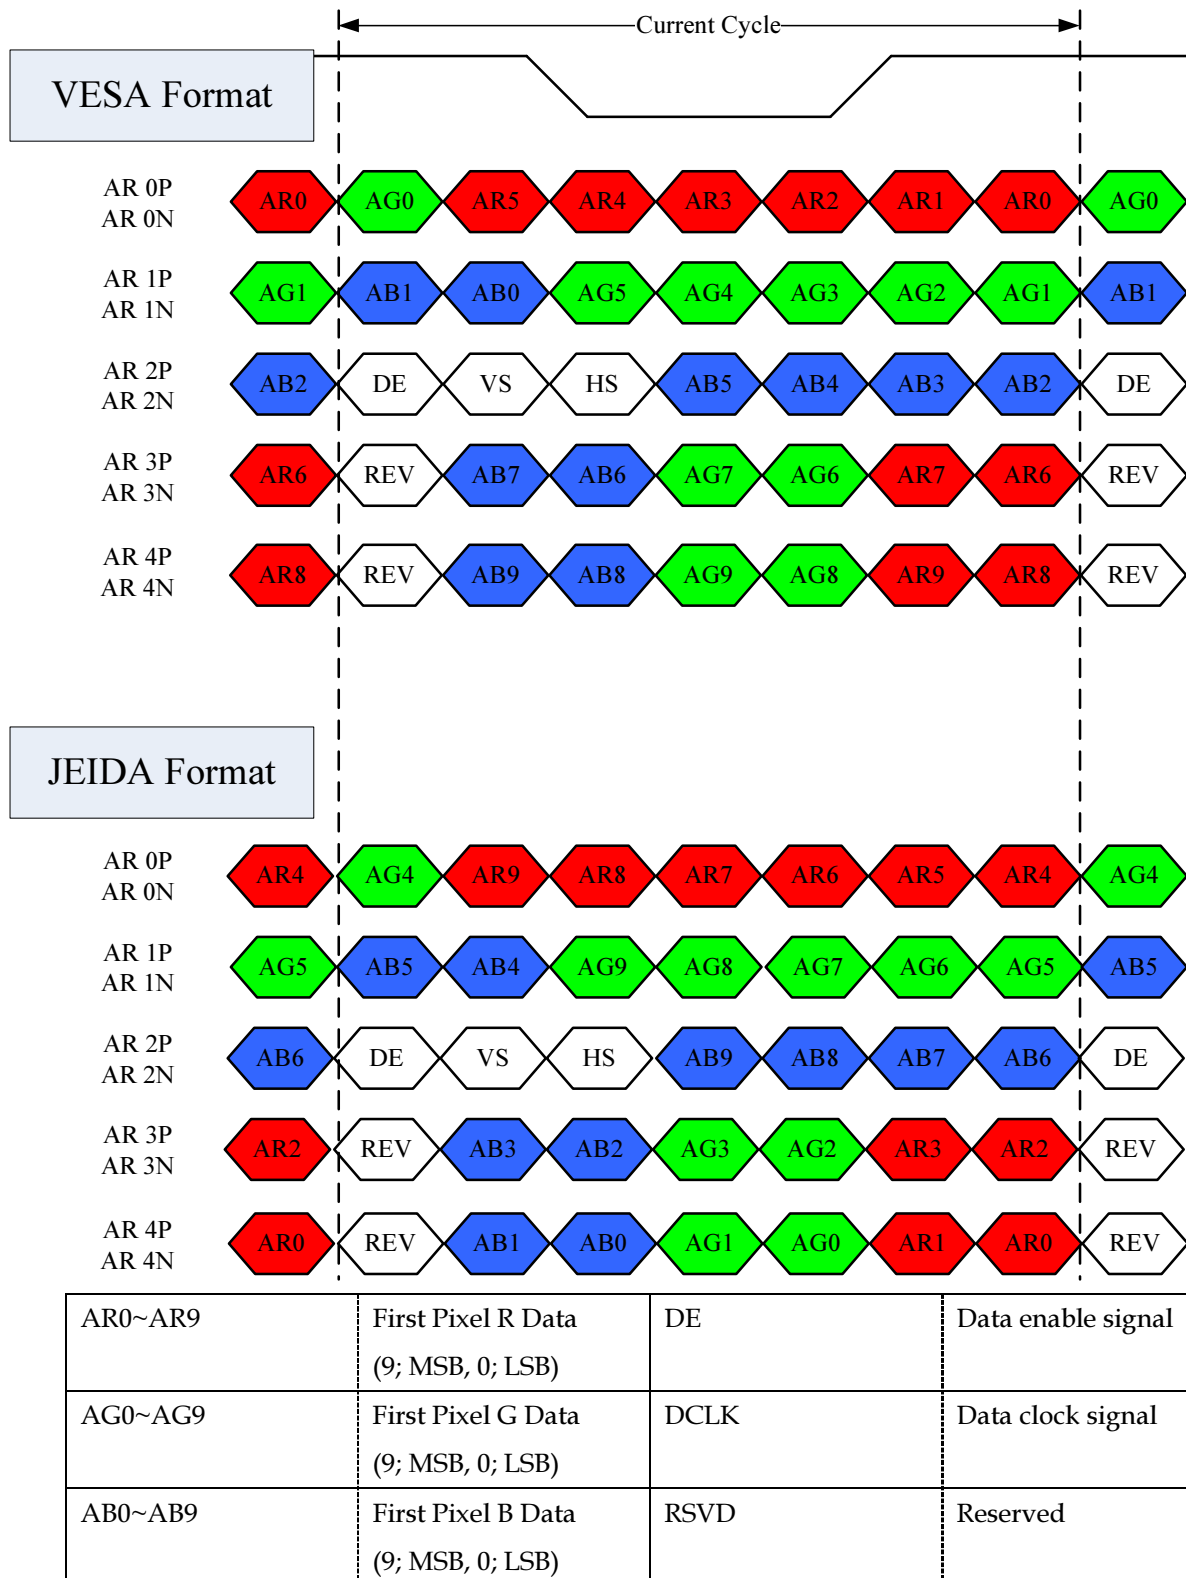 Current Cycle
VESA Format
AR 0P
AR 0N
AR0 AG0 AR5 AR4 AR3 AR2 AR1 AR0 AG0
AR 1P
AR 1N
AG1 AB1 AB0 AG5 AG4 AG3 AG2 AG1 AB1
AR 2P
AR 2N
AB2 DE VS HS AB5 AB4 AB3 AB2 DE
AR 3P
AR 3N
AR6 REV AB7 AB6 AG7 AG6 AR7 AR6 REV
AR 4P
AR 4N
AR8 REV AB9 AB8 AG9 AG8 AR9 AR8 REV
JEIDA Format
AR 0P
AR 0N
AR4 AG4 AR9 AR8 AR7 AR6 AR5 AR4 AG4
AR 1P
AR 1N
AG5 AB5 AB4 AG9 AG8 AG7 AG6 AG5 AB5
AR 2P
AR 2N
AB6 DE VS HS AB9 AB8 AB7 AB6 DE
AR 3P
AR 3N
AR2 REV AB3 AB2 AG3 AG2 AR3 AR2 REV
AR 4P
AR 4N
AR0 REV AB1 AB0 AG1 AG0 AR1 AR0 REV
AR0~AR9 First Pixel R Data DE Data enable signal
(9; MSB, 0; LSB)
AG0~AG9 First Pixel G Data DCLK Data clock signal
(9; MSB, 0; LSB)
AB0~AB9 First Pixel B Data RSVD Reserved
(9; MSB, 0; LSB)